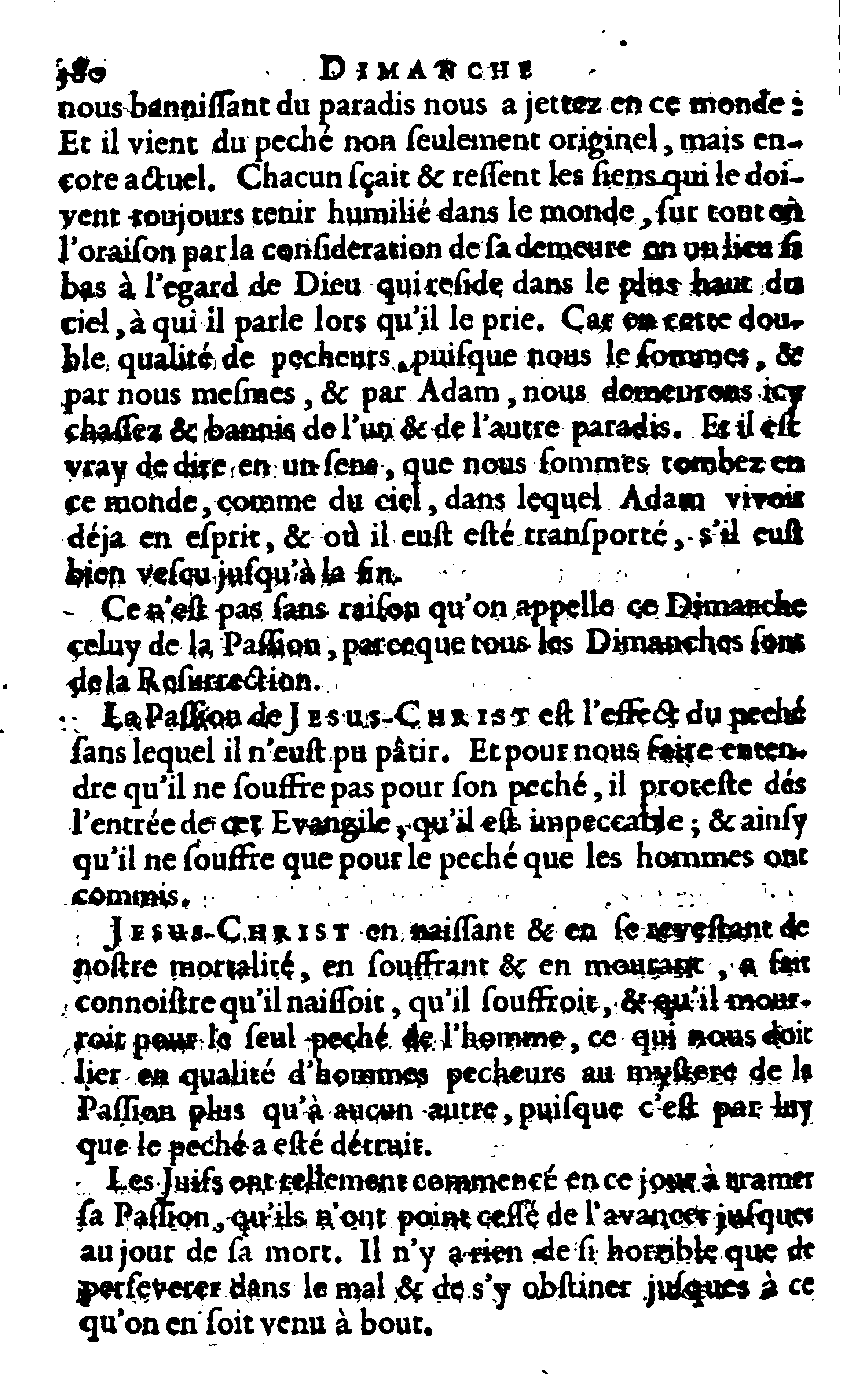 380 DIMANCHE
nous bannissant du paradis nous a jettez en ce monde :
Et il vient du peché non seulement originel, mais en-
core actuel. Chacun sçait & ressent les siens qui le doi-
vent toujours tenir humilié dans le monde, sur tout en
l'oraison par la consideration de sa demeure en un lieu si
bas à l'egard de Dieu qui reside dans le plus haut du
ciel, à qui il parle lors qu'il le prie. Car en cette dou-
ble qualité de pecheurs, puisque nous le sommes, &
par nous mesmes, & par Adam, nous demeurons icy
chassez & bannis de l'un & de l'autre paradis. Et il est
vray de dire en un sens, que nous sommes tombez en
ce monde, comme du ciel, dans lequel Adam vivoit
déja en esprit, & où il eust esté transporté, s'il eust
bien vescu jusqu'à la fin.
Ce n'est pas sans raison qu'on appelle ce Dimanche
celuy de la Passion, parceque tous les Dimanches sont
de la Resurrection.
La Passion de JESUS-CHRIST est l'effect du peché
sans lequel il n'eust pu pâtir. Et pour nous faire enten-
dre qu'il ne souffre pas pour son peché, il proteste dés
l'entrée de cet Evangile, qu'il est impeccable ; & ainsy
qu'il ne souffre que pour le peché que les hommes ont
commis.
JESUS-CHRIST en naissant & en se revestant de
nostre mortalité, en souffrant & en mourant, a fait
connoistre qu'il naissoit, qu'il souffroit, & qu'il mour-
roit pour le seul peché de l'homme, ce qui nous doit
lier en qualité d'hommes pecheurs au mystere de la
Passion plus qu'à aucun autre, puisque c'est par luy
que le peché a esté détruit.
Les Juifs ont tellement commencé en ce jour à tramer
sa Passion, qu'ils n'ont point cessé de l'avancer jusques
au jour de sa mort. Il n'y a rien de si horrible que de
perseverer dans le mal & de s'y obstiner jusques à ce
qu'on en soit venu à bout.